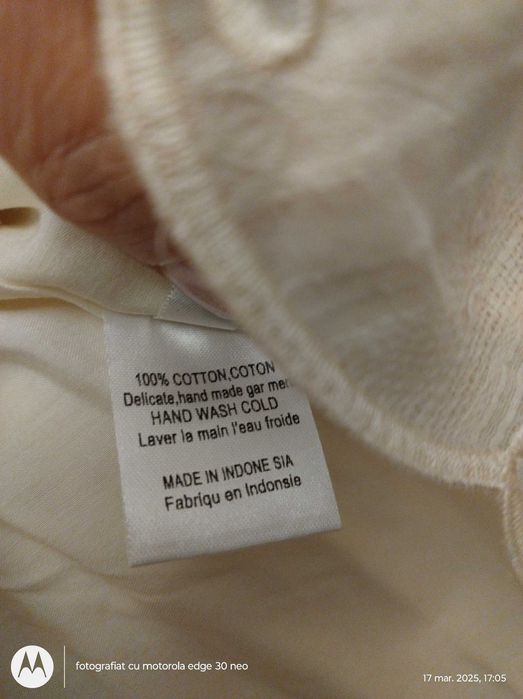 100% COTTON,COTON
Delicate,hand made gar me
HAND WASH COLD
Laver la main l'eau froide
MADE IN INDONE SIA
Fabriqu en Indonsie
fotografiat cu motorola edge 30 neo
17 mar. 2025, 17:05